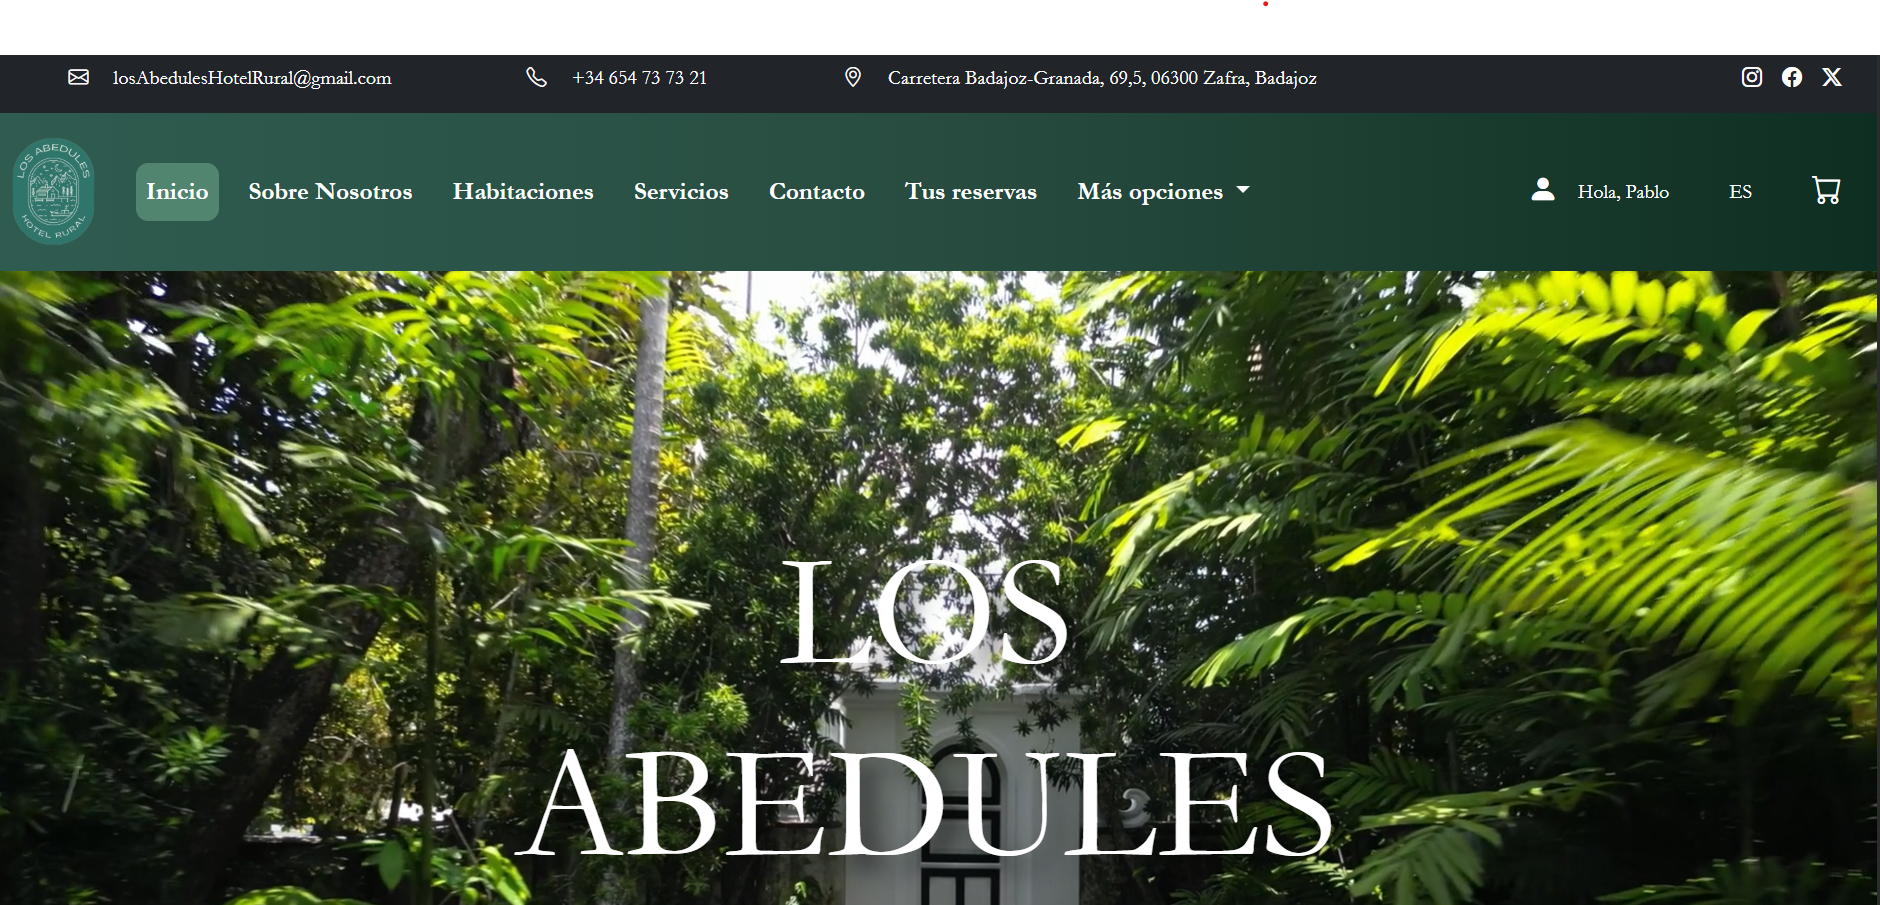 losAbedulesHotelRural@gmail.com +34 654 73 73 21 Carretera Badajoz-Granada, 69,5, 06300 Zafra, Badajoz
LOS ABEDULES
HOTEL RURAL
Inicio Sobre Nosotros Habitaciones Servicios Contacto Tus reservas Más opciones Hola, Pablo ES
LOS
ABEDULES